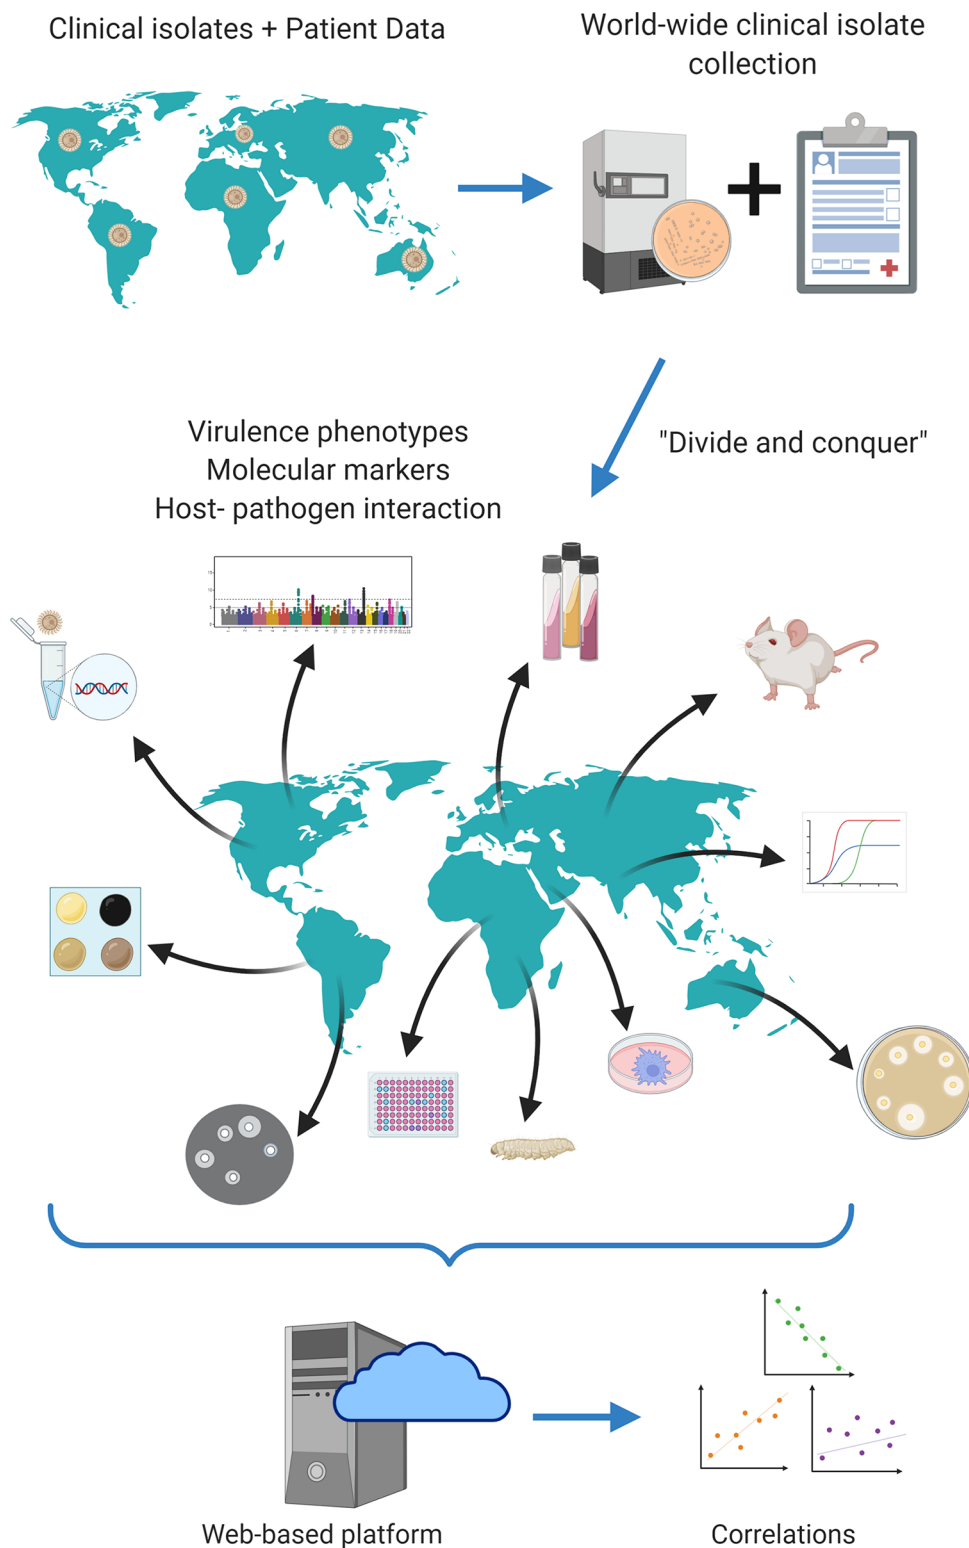 Clinical isolates + Patient Data
World-wide clinical isolate
collection
"Divide and conquer"
Virulence phenotypes
Molecular markers
Host- pathogen interaction
Web-based platform
Correlations